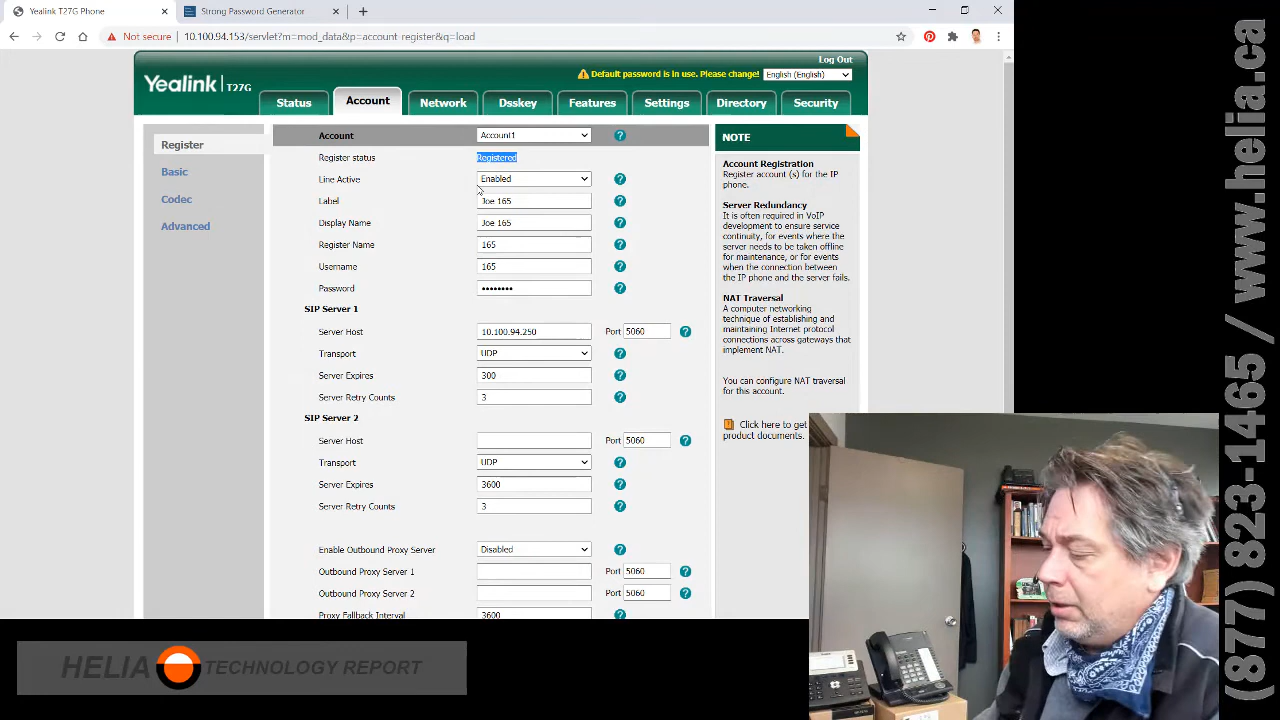 Yealink T27G Phone
Strong Password Generator
Not secure 10.100.94.153/servlet?m=mod_data&p=account_register&q=load
Log Out
Yealink T27G
Default password is in use. Please change!
English (English)
Status
Account
Network
Dsskey
Features
Settings
Directory
Security
Register
Basic
Codec
Advanced
Account Account1
Register status Registered
Line Active Enabled
Label Joe 165
Display Name Joe 165
Register Name 165
Username 165
Password ••••••••
SIP Server 1
Server Host 10.100.94.250 Port 5060
Transport UDP
Server Expires 300
Server Retry Counts 3
SIP Server 2
Server Host Port 5060
Transport UDP
Server Expires 3600
Server Retry Counts 3
Enable Outbound Proxy Server Disabled
Outbound Proxy Server 1 Port 5060
Outbound Proxy Server 2 Port 5060
Proxy Fallback Interval 3600
NOTE
Account Registration
Register account (s) for the IP
phone.
Server Redundancy
It is often required in VoIP
development to ensure service
continuity, for events where the
server needs to be taken offline
for maintenance, or for events
when the connection between
the IP phone and the server fails.
NAT Traversal
A computer networking
technique of establishing and
maintaining Internet protocol
connections across gateways that
implement NAT.
You can configure NAT traversal
for this account.
Click here to get
product documents.
HELIA TECHNOLOGY REPORT
(877) 823-1465 / www.helia.ca